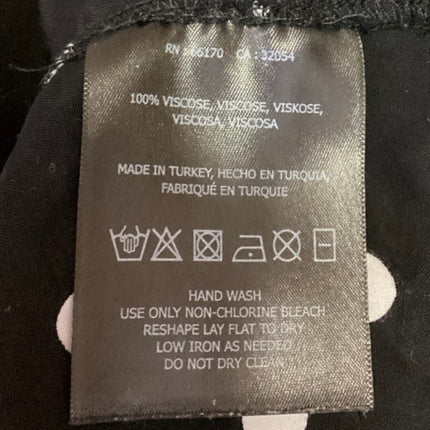 RN : 66170 CA : 32054
100% VISCOSE, VISCOSE, VISKOSE,
VISCOSA, VISCOSA
MADE IN TURKEY, HECHO EN TURQUIA,
FABRIQUÉ EN TURQUIE
HAND WASH
USE ONLY NON-CHLORINE BLEACH
RESHAPE LAY FLAT TO DRY
LOW IRON AS NEEDED
DO NOT DRY CLEAN